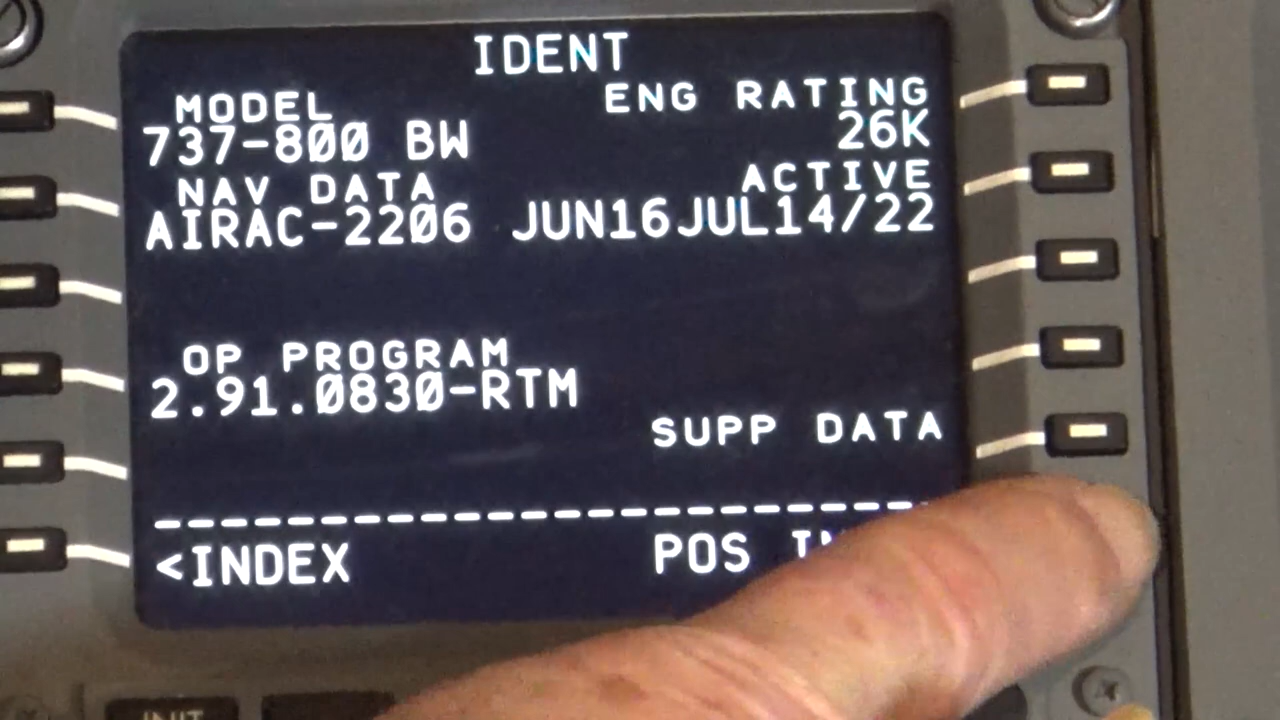 IDENT
MODEL ENG RATING
737-800 BW 26K
NAV DATA ACTIVE
AIRAC-2206 JUN16JUL14/22
OP PROGRAM
2.91.0830-RTM
SUPP DATA
<INDEX POS
INIT